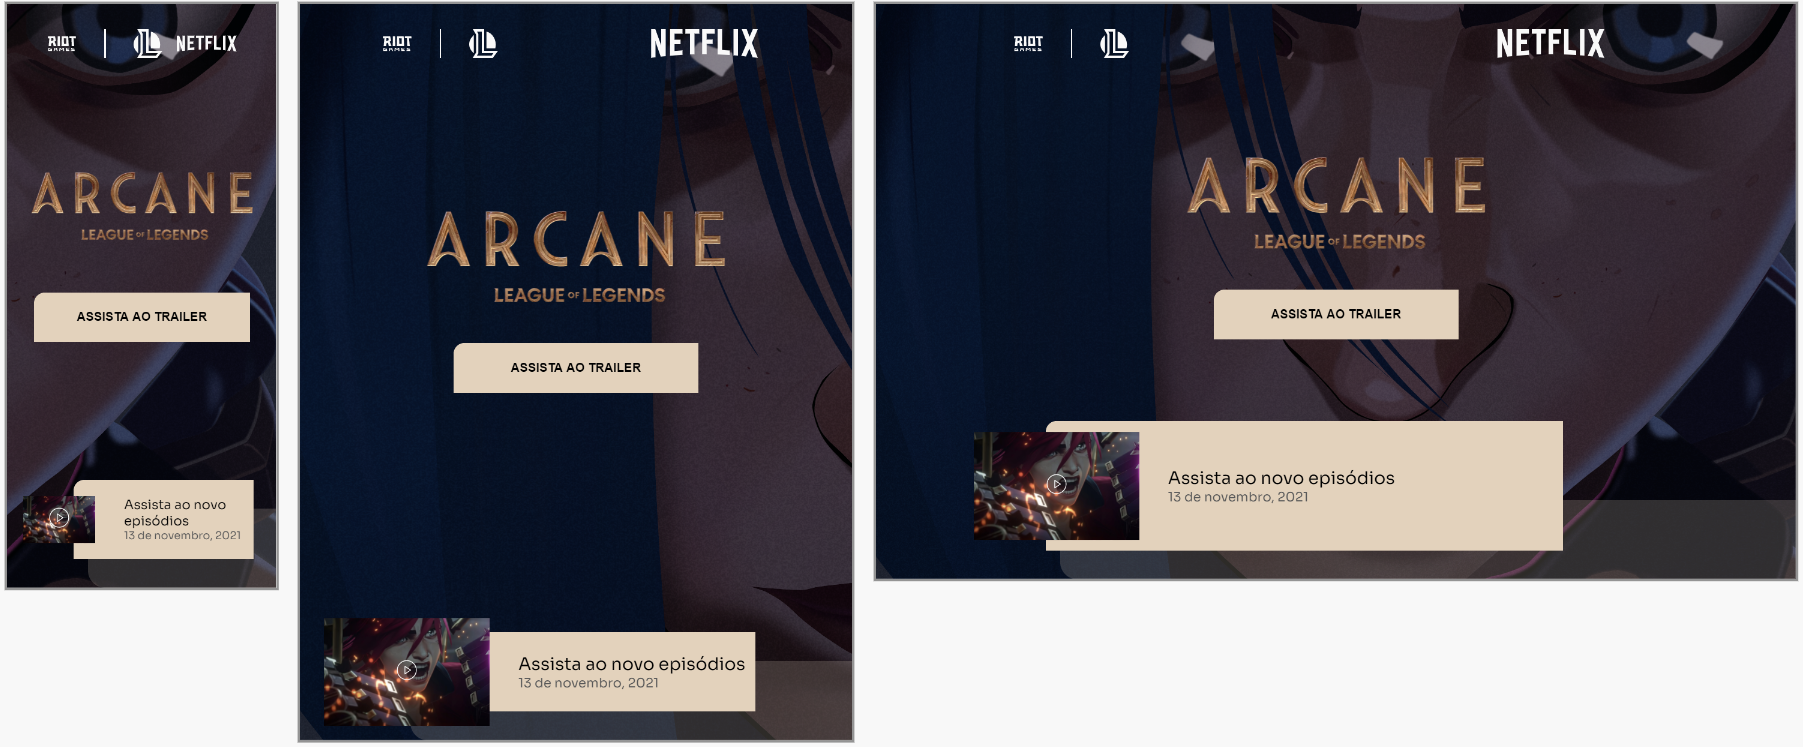 RIOT GAMES
NETFLIX
ARCANE
LEAGUE OF LEGENDS
ASSISTA AO TRAILER
Assista ao novo
episódios
13 de novembro, 2021
RIOT GAMES
NETFLIX
ARCANE
LEAGUE OF LEGENDS
ASSISTA AO TRAILER
Assista ao novo episódios
13 de novembro, 2021
RIOT GAMES
NETFLIX
ARCANE
LEAGUE OF LEGENDS
ASSISTA AO TRAILER
Assista ao novo episódios
13 de novembro, 2021